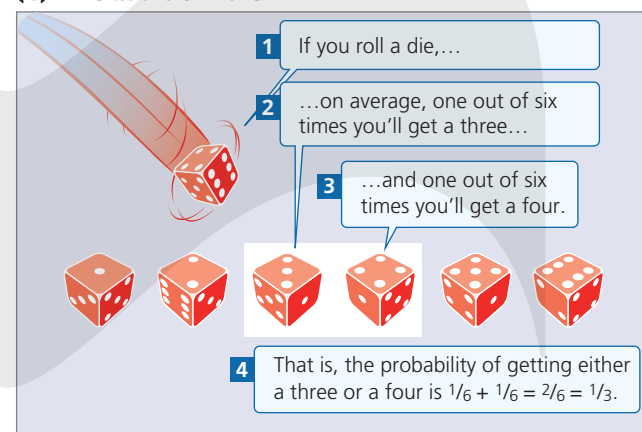 1 If you roll a die,…
2 …on average, one out of six
times you'll get a three…
3 …and one out of six
times you'll get a four.
4 That is, the probability of getting either
a three or a four is 1/6 + 1/6 = 2/6 = 1/3.